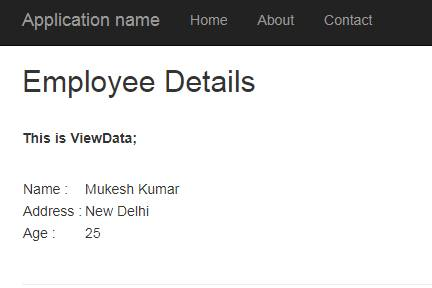 Application name Home About Contact
Employee Details
This is ViewData;
Name : Mukesh Kumar
Address : New Delhi
Age : 25